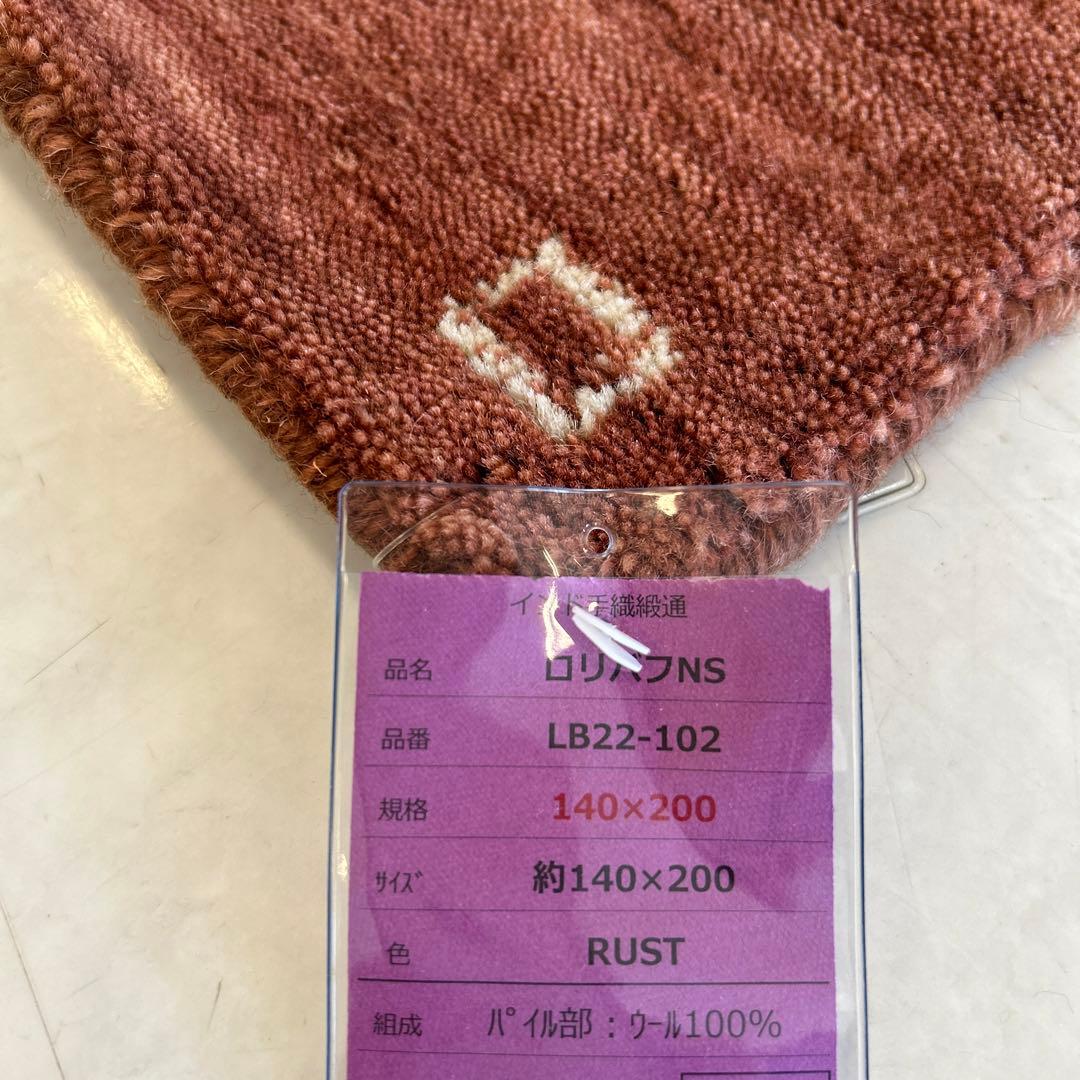 インド手織緞通
品名 ロリバフNS
品番 LB22-102
規格 140×200
ｻｲｽﾞ 約140×200
色 RUST
組成 ﾊﾟｲﾙ部：ｳｰﾙ100%